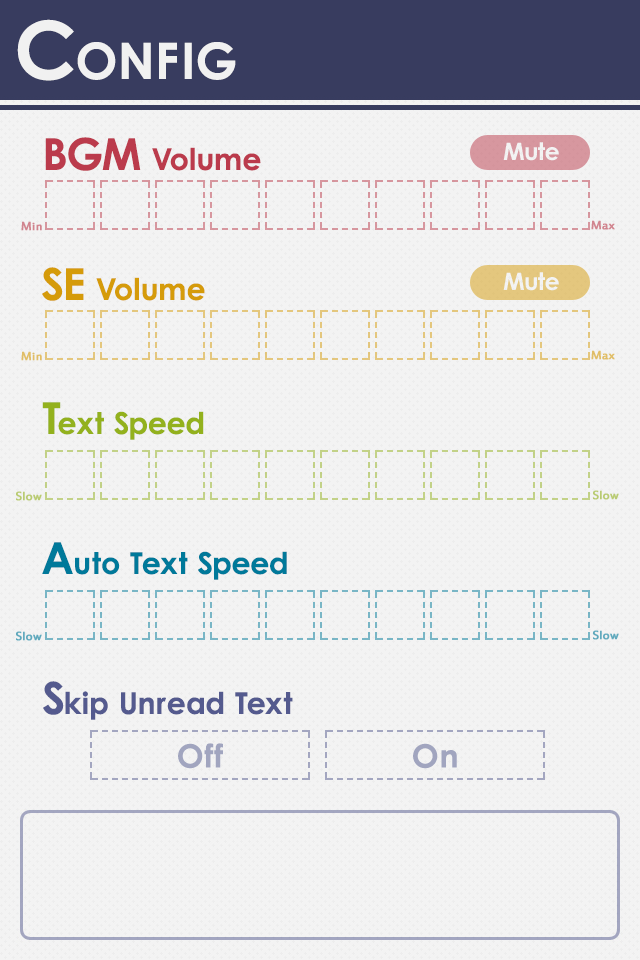 CONFIG
BGM Volume Mute
Min Max
SE Volume Mute
Min Max
Text Speed
Slow Slow
Auto Text Speed
Slow Slow
Skip Unread Text
Off On